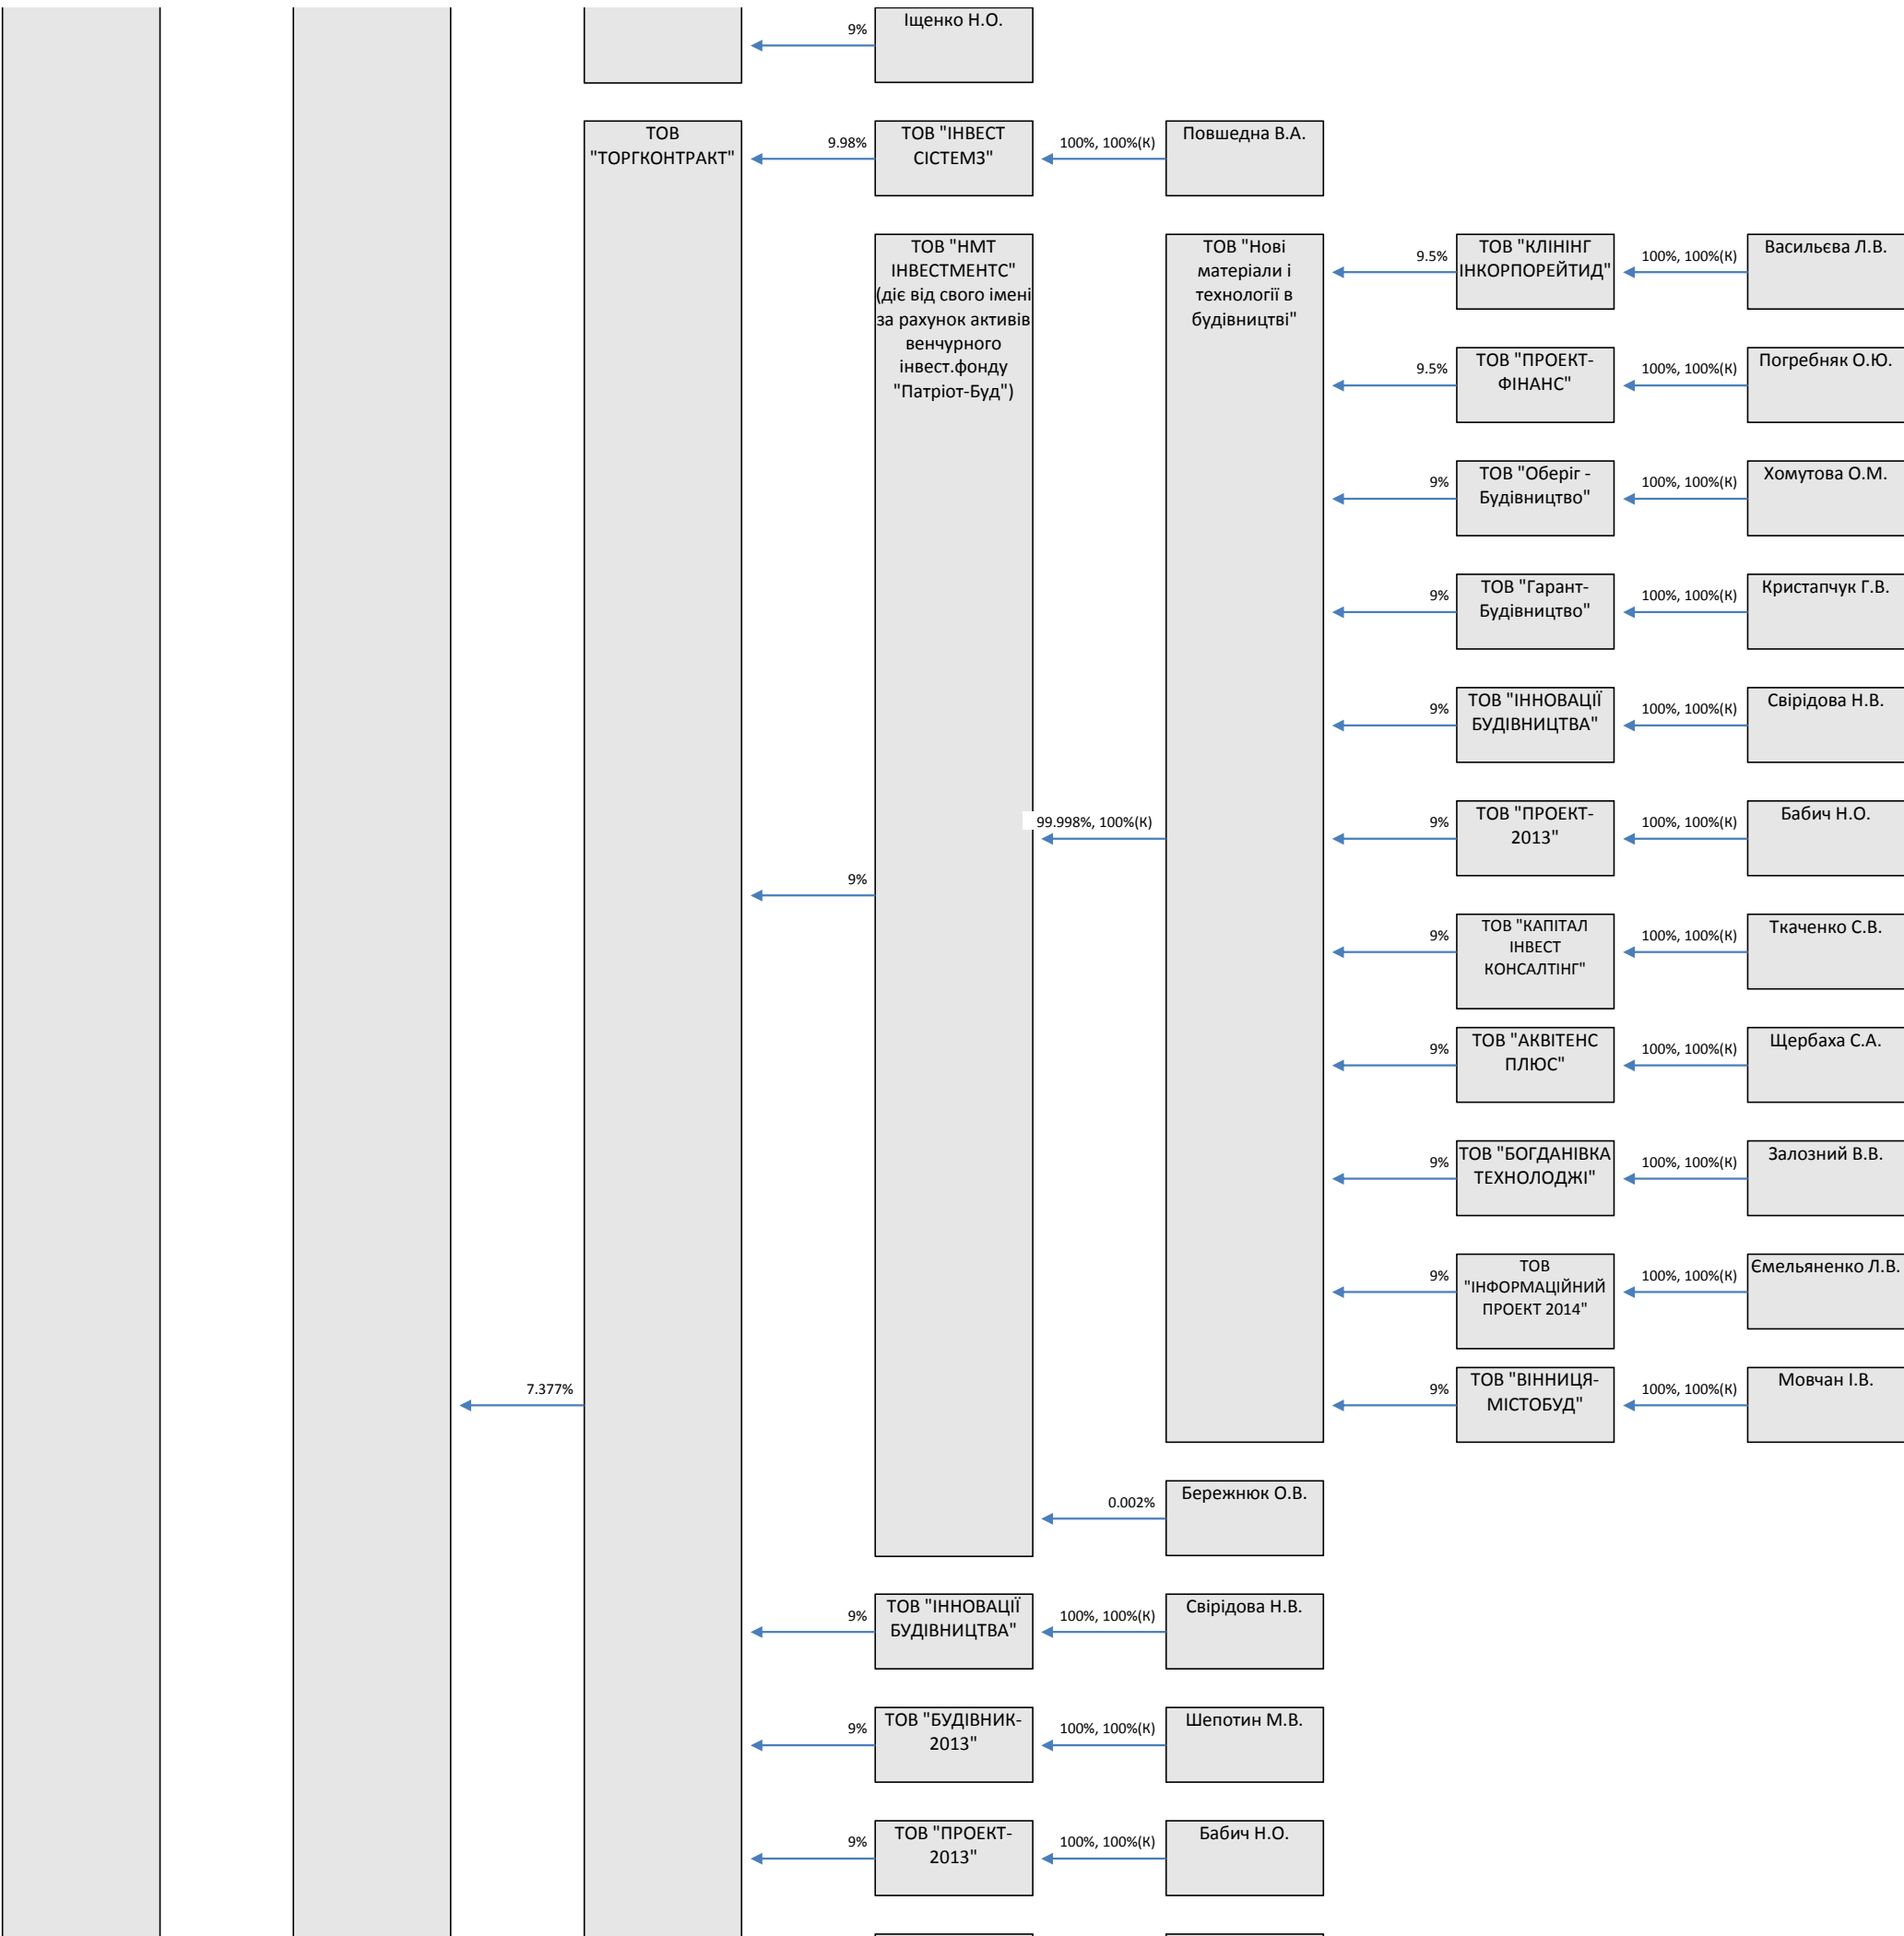 9%
Іщенко Н.О.
ТОВ
"ТОРГКОНТРАКТ"
9.98%
ТОВ "ІНВЕСТ
СІСТЕМЗ"
100%, 100%(К)
Повшедна В.А.
ТОВ "НМТ
ІНВЕСТМЕНТС"
(діє від свого імені
за рахунок активів
венчурного
інвест.фонду
"Патріот-Буд")
ТОВ "Нові
матеріали і
технології в
будівництві"
9.5%
ТОВ "КЛІНІНГ
ІНКОРПОРЕЙТИД"
100%, 100%(К)
Васильєва Л.В.
9.5%
ТОВ "ПРОЕКТ-
ФІНАНС"
100%, 100%(К)
Погребняк О.Ю.
9%
ТОВ "Оберіг -
Будівництво"
100%, 100%(К)
Хомутова О.М.
9%
ТОВ "Гарант-
Будівництво"
100%, 100%(К)
Кристапчук Г.В.
9%
ТОВ "ІННОВАЦІЇ
БУДІВНИЦТВА"
100%, 100%(К)
Свірідова Н.В.
99.998%, 100%(К)
9%
ТОВ "ПРОЕКТ-
2013"
100%, 100%(К)
Бабич Н.О.
9%
9%
ТОВ "КАПІТАЛ
ІНВЕСТ
КОНСАЛТІНГ"
100%, 100%(К)
Ткаченко С.В.
9%
ТОВ "АКВІТЕНС
ПЛЮС"
100%, 100%(К)
Щербаха С.А.
9%
ТОВ "БОГДАНІВКА
ТЕХНОЛОДЖІ"
100%, 100%(К)
Залозний В.В.
9%
ТОВ
"ІНФОРМАЦІЙНИЙ
ПРОЕКТ 2014"
100%, 100%(К)
Ємельяненко Л.В.
7.377%
9%
ТОВ "ВІННИЦЯ-
МІСТОБУД"
100%, 100%(К)
Мовчан І.В.
0.002%
Бережнюк О.В.
9%
ТОВ "ІННОВАЦІЇ
БУДІВНИЦТВА"
100%, 100%(К)
Свірідова Н.В.
9%
ТОВ "БУДІВНИК-
2013"
100%, 100%(К)
Шепотин М.В.
9%
ТОВ "ПРОЕКТ-
2013"
100%, 100%(К)
Бабич Н.О.